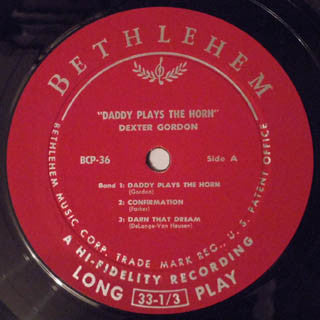 BETHLEHEM
"DADDY PLAYS THE HORN"
DEXTER GORDON
BCP-36
Side A
Band 1: DADDY PLAYS THE HORN
(Gordon)
2: CONFIRMATION
(Parker)
3: DARN THAT DREAM
(DeLange-Van Heusen)
BETHLEHEM MUSIC CORP. TRADE MARK REG., U. S. PATENT OFFICE
A HI-FIDELITY RECORDING
LONG 33-1/3 PLAY